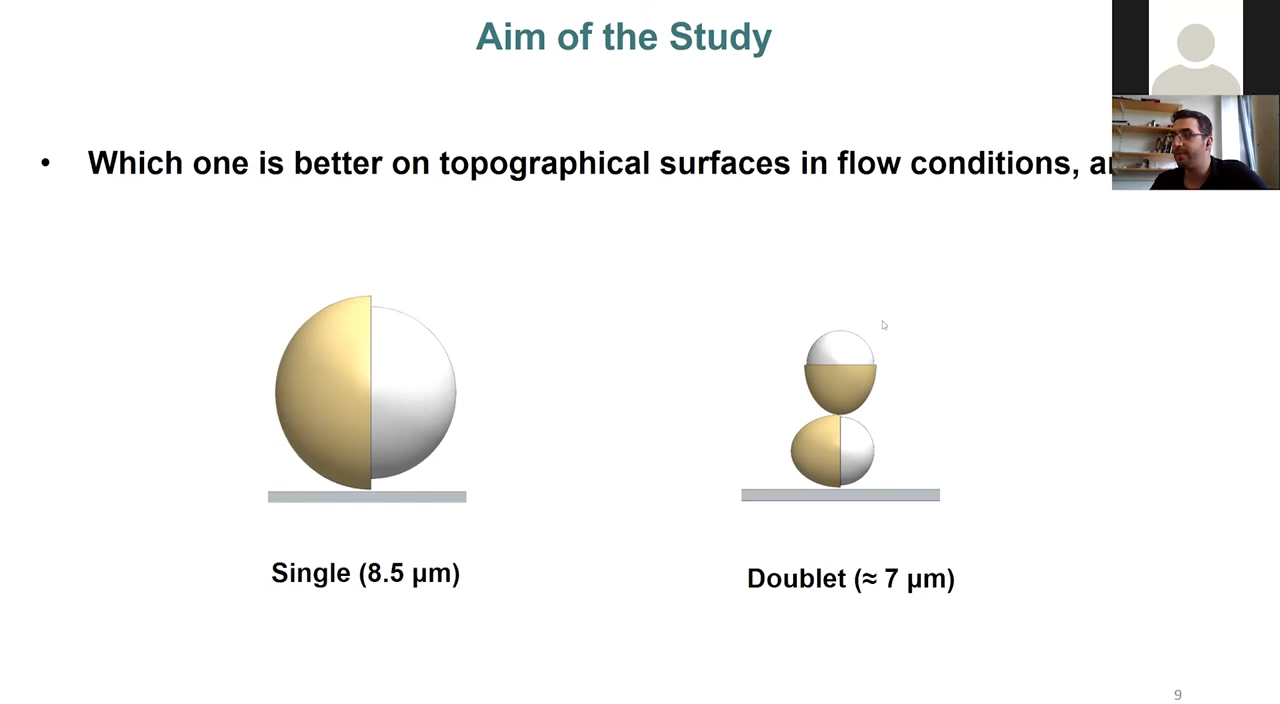 Aim of the Study
• Which one is better on topographical surfaces in flow conditions,
Single (8.5 µm)
Doublet (≈ 7 µm)
9